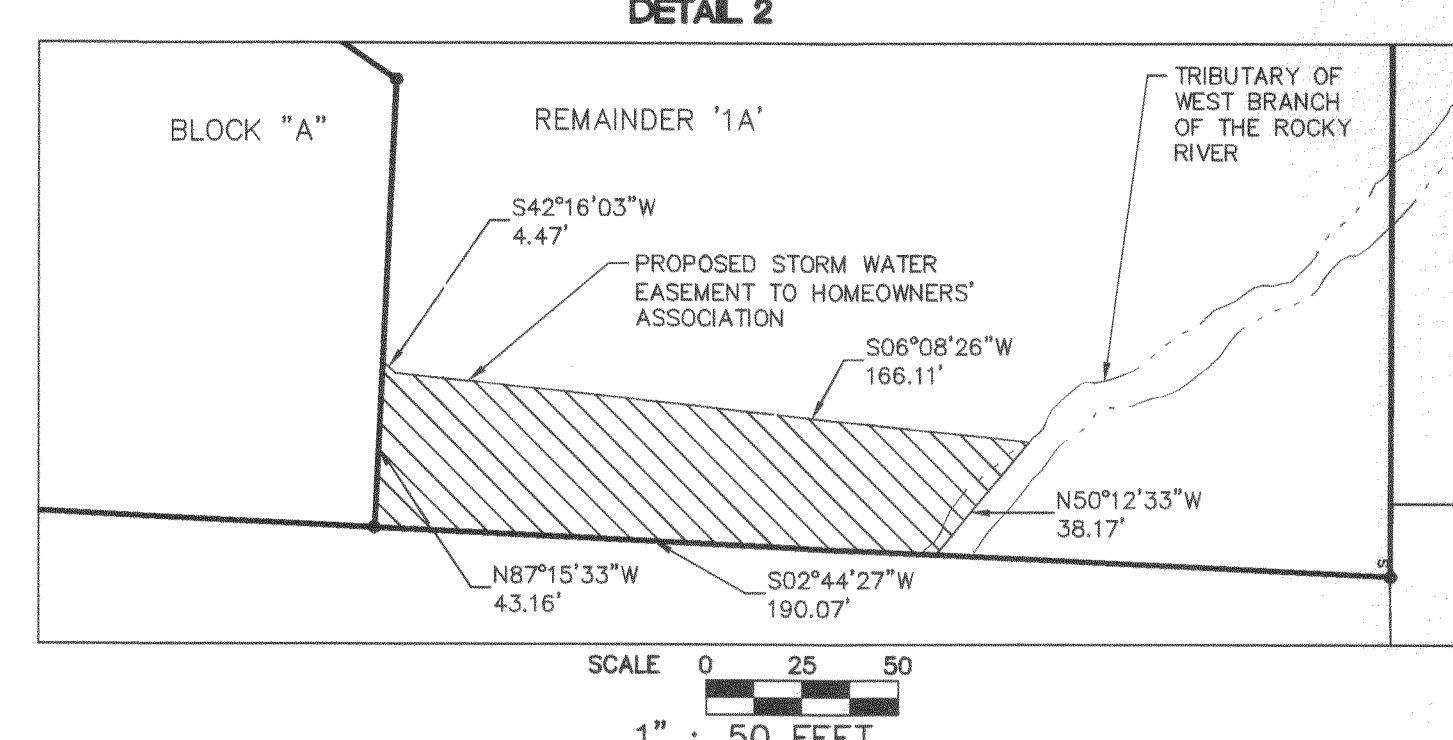 DETAIL 2
BLOCK "A"
REMAINDER '1A'
TRIBUTARY OF
WEST BRANCH
OF THE ROCKY
RIVER
S42°16'03"W
4.47'
PROPOSED STORM WATER
EASEMENT TO HOMEOWNERS'
ASSOCIATION
S06°08'26"W
166.11'
N50°12'33"W
38.17'
N87°15'33"W
43.16'
S02°44'27"W
190.07'
S
SCALE 0 25 50
1" : 50 FEET